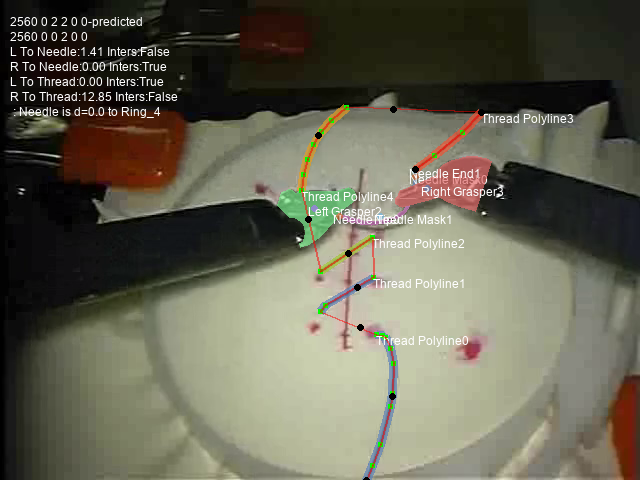 2560 0 2 2 0 0-predicted
2560 0 0 2 0 0
L To Needle:1.41 Inters:False
R To Needle:0.00 Inters:True
L To Thread:0.00 Inters:True
R To Thread:12.85 Inters:False
: Needle is d=0.0 to Ring_4
Thread Polyline3
Needle End1
Right Grasper3
Thread Polyline4
Left Grasper2
Needle Mask1
Thread Polyline2
Thread Polyline1
Thread Polyline0